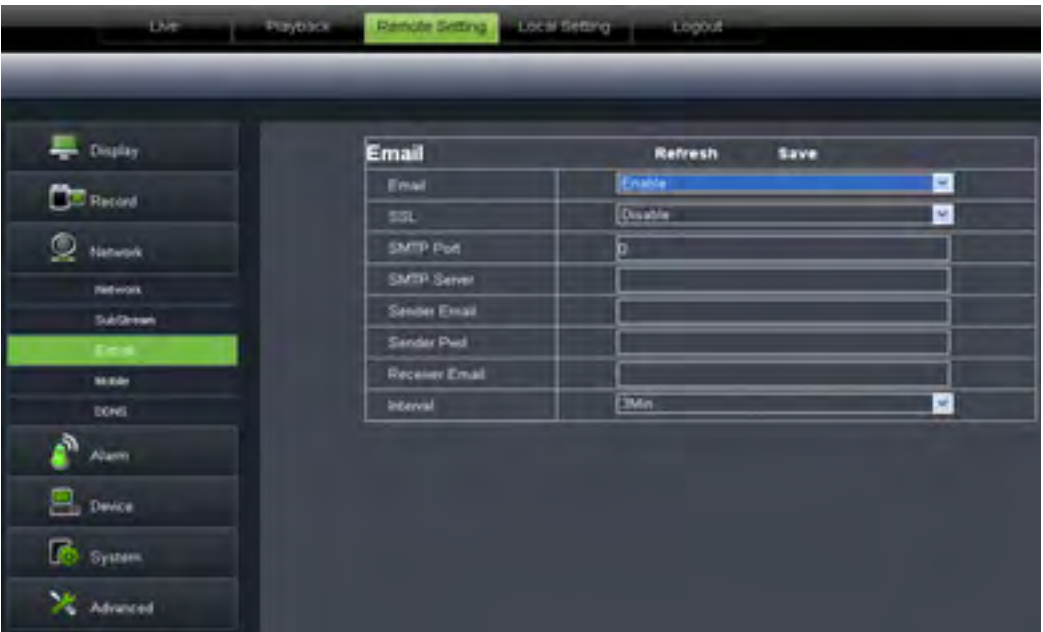 Live Playback Remote Setting Local Setting Logout
Display
Record
Network
Network
SubStream
Email
Mobile
DDNS
Alarm
Device
System
Advanced
Email Refresh Save
Email Enable
SSL Disable
SMTP Port 0
SMTP Server
Sender Email
Sender Pwd
Receiver Email
Interval 3Min